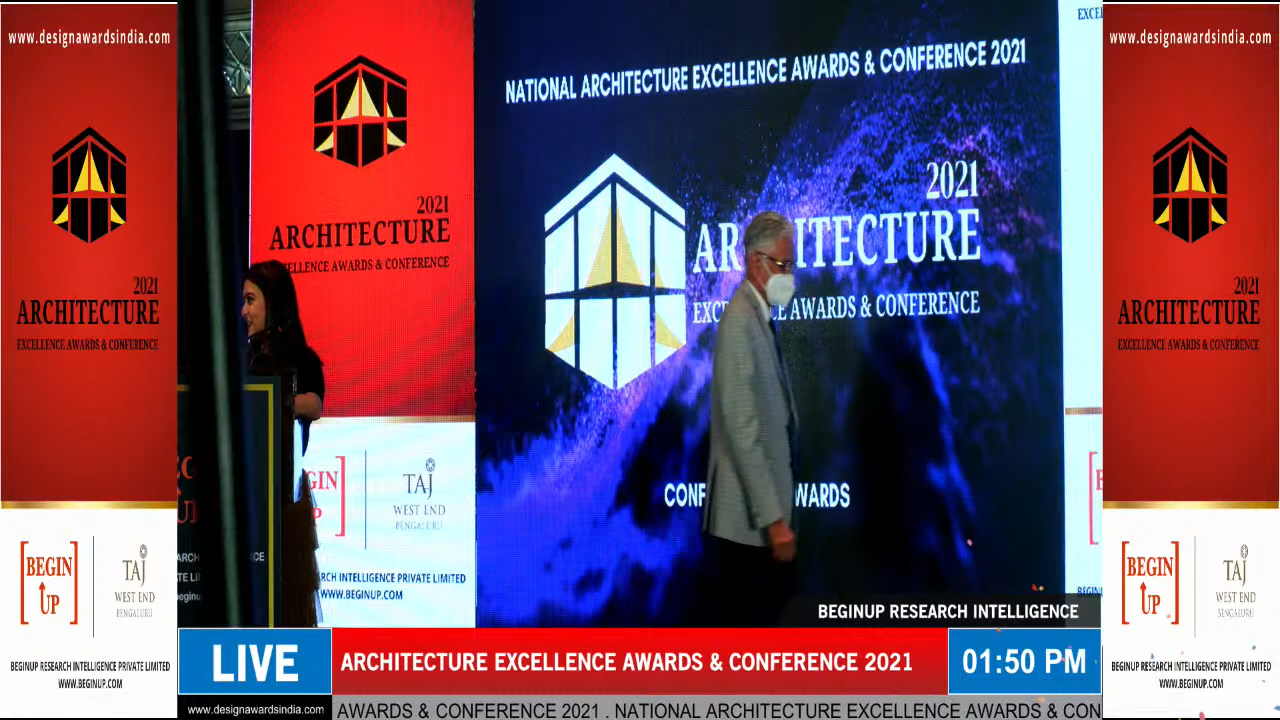 www.designawardsindia.com
2021
ARCHITECTURE
EXCELLENCE AWARDS & CONFERENCE
[BEGIN UP]
TAJ
WEST END
BENGALURU
BEGINUP RESEARCH INTELLIGENCE PRIVATE LIMITED
WWW.BEGINUP.COM
2021
ARCHITECTURE
ELLENCE AWARDS & CONFERENCE
GIN
P
TAJ
WEST END
BENGALURU
RCH INTELLIGENCE PRIVATE LIMITED
WWW.BEGINUP.COM
NATIONAL ARCHITECTURE EXCELLENCE AWARDS & CONFERENCE 2021
2021
AR ITECTURE
EXC CE AWARDS & CONFERENCE
CONF WARDS
EXCEL
BEGINUP RESEARCH INTELLIGENCE
LIVE
ARCHITECTURE EXCELLENCE AWARDS & CONFERENCE 2021
01:50 PM
www.designawardsindia.com
AWARDS & CONFERENCE 2021 . NATIONAL ARCHITECTURE EXCELLENCE AWARDS & CON
www.designawardsindia.com
2021
ARCHITECTURE
EXCELLENCE AWARDS & CONFERENCE
[BEGIN UP]
TAJ
WEST END
BENGALURU
BEGINUP RESEARCH INTELLIGENCE PRIVATE LIMITED
WWW.BEGINUP.COM